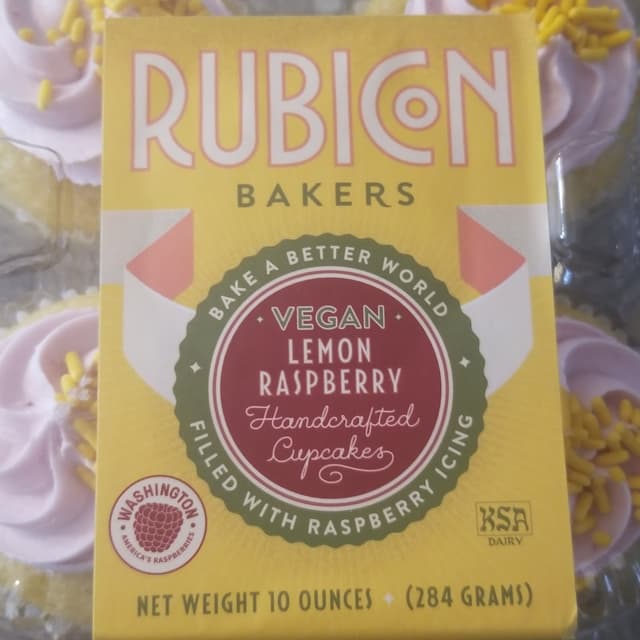 RUBICON
BAKERS
BAKE A BETTER WORLD
VEGAN
LEMON
RASPBERRY
Handcrafted
Cupcakes
FILLED WITH RASPBERRY ICING
WASHINGTON
AMERICA'S RASPBERRIES
KSA
DAIRY
NET WEIGHT 10 OUNCES (284 GRAMS)